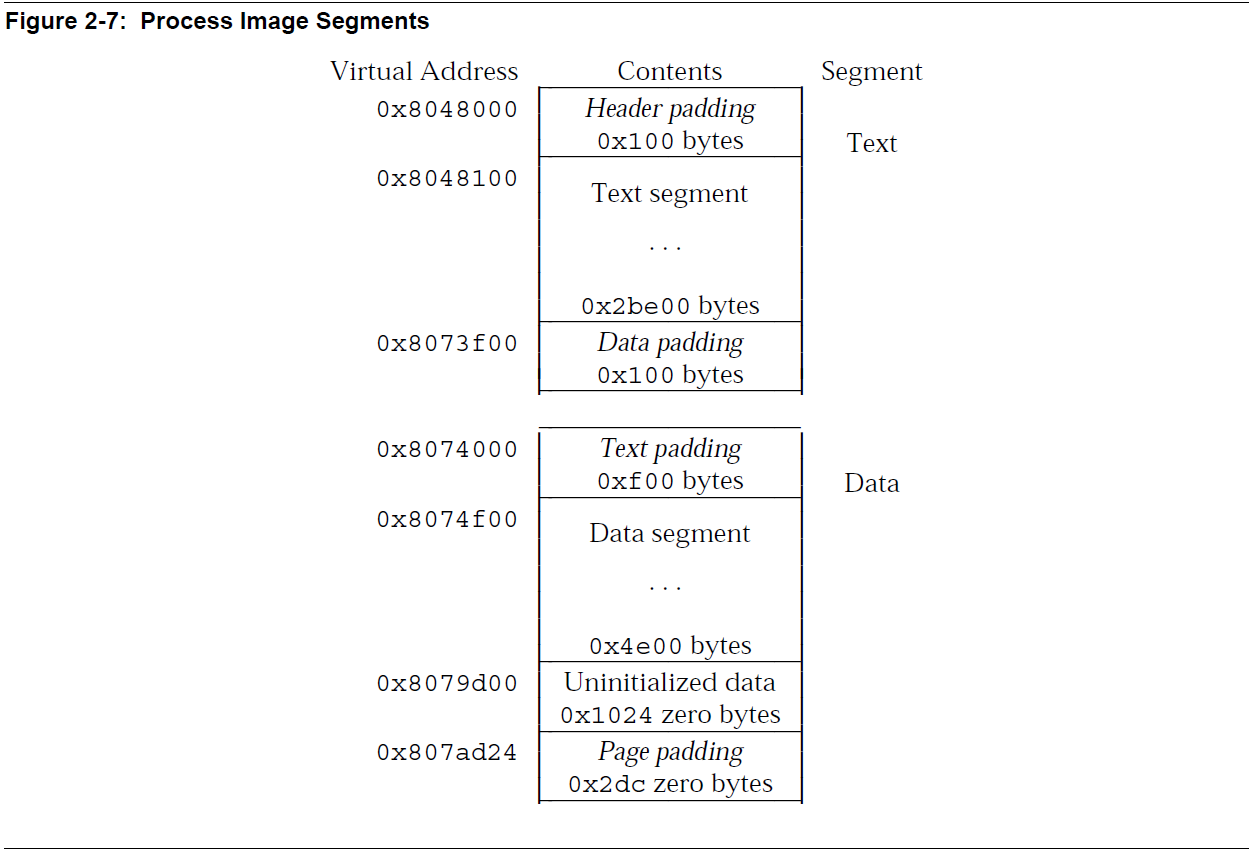 Figure 2-7: Process Image Segments
Virtual Address Contents Segment
0x8048000 Header padding
0x100 bytes Text
0x8048100 Text segment
. . .
0x2be00 bytes
0x8073f00 Data padding
0x100 bytes
0x8074000 Text padding
0xf00 bytes Data
0x8074f00 Data segment
. . .
0x4e00 bytes
0x8079d00 Uninitialized data
0x1024 zero bytes
0x807ad24 Page padding
0x2dc zero bytes